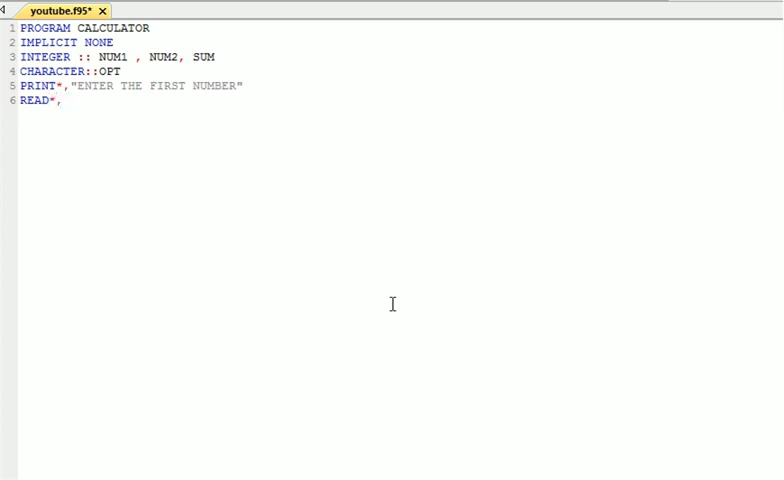 youtube.f95*
1 PROGRAM CALCULATOR
2 IMPLICIT NONE
3 INTEGER :: NUM1 , NUM2, SUM
4 CHARACTER::OPT
5 PRINT*,"ENTER THE FIRST NUMBER"
6 READ*,